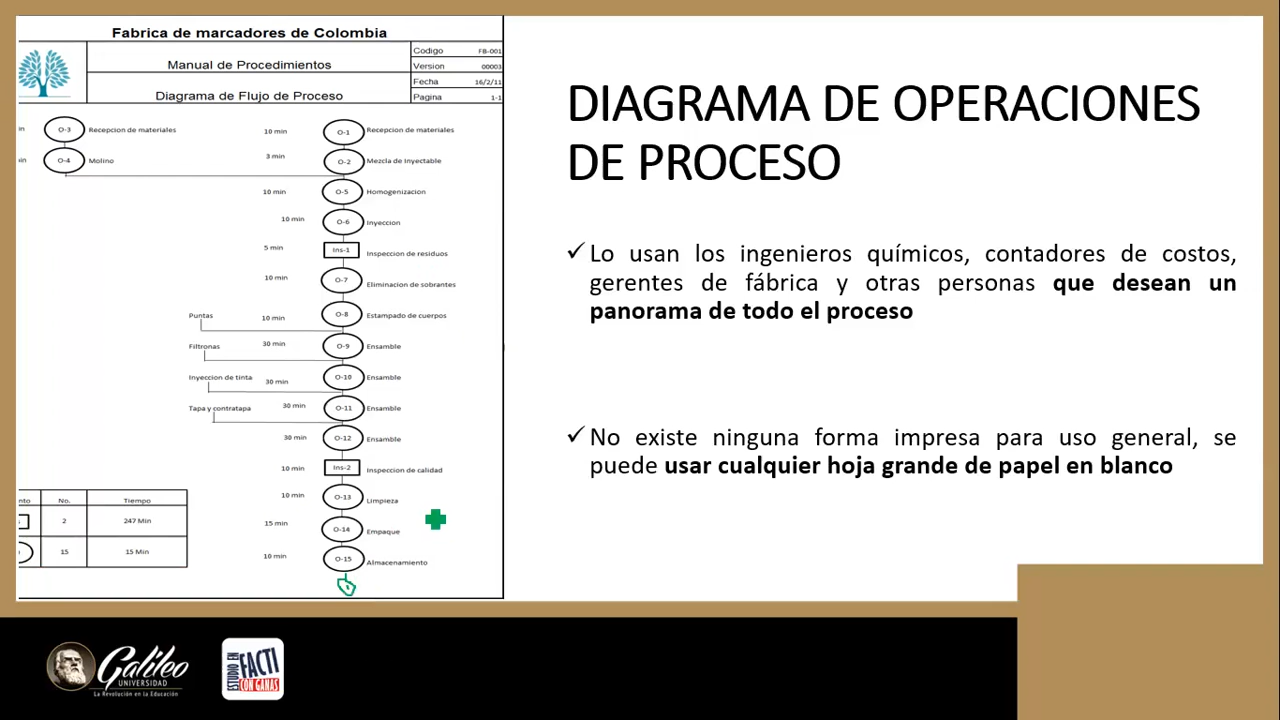 Fabrica de marcadores de Colombia
Manual de Procedimientos
Diagrama de Flujo de Proceso
Codigo FB-001
Version 00003
Fecha 16/2/11
Pagina 1-1
O-3 Recepcion de materiales
O-4 Molino
10 min O-1 Recepcion de materiales
3 min O-2 Mezcla de Inyectable
10 min O-5 Homogenizacion
10 min O-6 Inyeccion
5 min Ins-1 Inspeccion de residuos
10 min O-7 Eliminacion de sobrantes
Puntas 10 min O-8 Estampado de cuerpos
Filtronas 30 min O-9 Ensamble
Inyeccion de tinta 30 min O-10 Ensamble
Tapa y contratapa 30 min O-11 Ensamble
30 min O-12 Ensamble
10 min Ins-2 Inspeccion de calidad
10 min O-13 Limpieza
15 min O-14 Empaque
10 min O-15 Almacenamiento
nto No. Tiempo
2 247 Min
15 15 Min
DIAGRAMA DE OPERACIONES
DE PROCESO
Lo usan los ingenieros químicos, contadores de costos,
gerentes de fábrica y otras personas que desean un
panorama de todo el proceso
No existe ninguna forma impresa para uso general, se
puede usar cualquier hoja grande de papel en blanco
Galileo
UNIVERSIDAD
La Revolución en la Educación
ESTUDIO EN
FACTI
CON GANAS